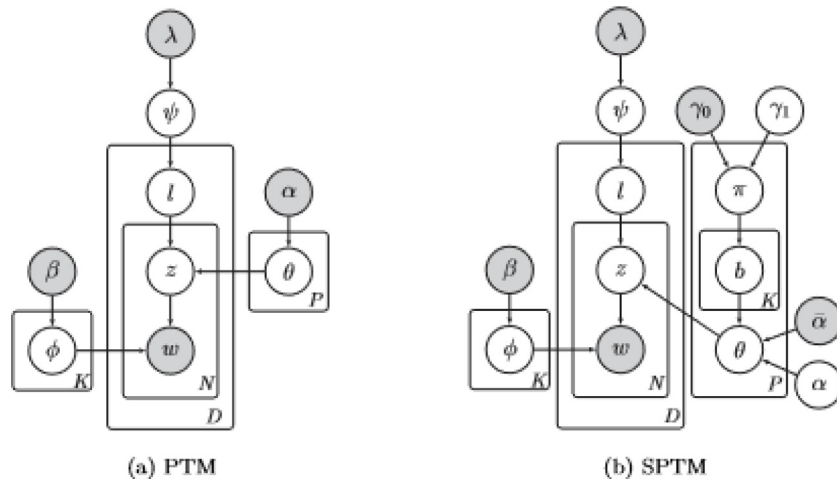 λ λ
ψ ψ γ₀ γ₁
l α l π
β z θ β z b
P K
ϕ w ϕ w θ ᾱ
K N K N P α
D D
(a) PTM (b) SPTM